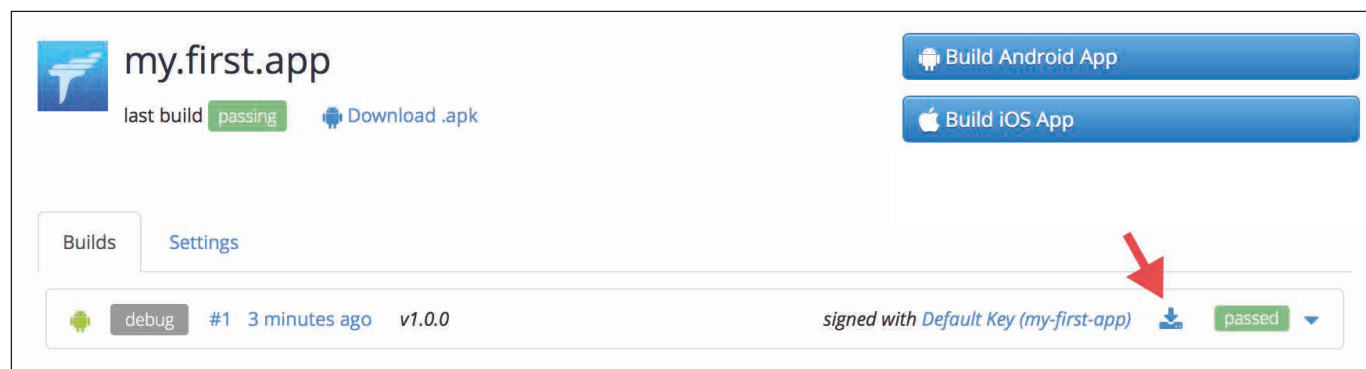 my.first.app
last build passing Download .apk
Build Android App
Build iOS App
Builds Settings
debug #1 3 minutes ago v1.0.0 signed with Default Key (my-first-app) passed